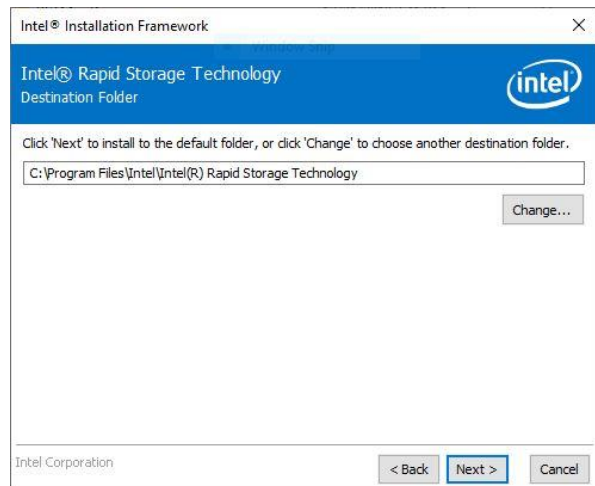 Intel® Installation Framework
Window Snip
Intel® Rapid Storage Technology
Destination Folder
intel
Click 'Next' to install to the default folder, or click 'Change' to choose another destination folder.
C:\Program Files\Intel\Intel(R) Rapid Storage Technology
Change...
Intel Corporation
< Back
Next >
Cancel